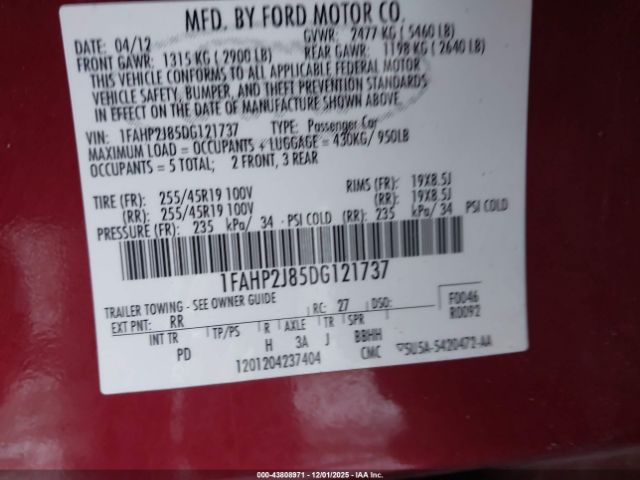 MFD. BY FORD MOTOR CO.
DATE: 04/12 GVWR: 2477 KG ( 5460 LB)
FRONT GAWR: 1315 KG ( 2900 LB) REAR GAWR: 1198 KG ( 2640 LB)
THIS VEHICLE CONFORMS TO ALL APPLICABLE FEDERAL MOTOR
VEHICLE SAFETY, BUMPER, AND THEFT PREVENTION STANDARDS
IN EFFECT ON THE DATE OF MANUFACTURE SHOWN ABOVE.
VIN: 1FAHP2J85DG121737 TYPE: Passenger Car
MAXIMUM LOAD = OCCUPANTS + LUGGAGE = 430KG/ 950LB
OCCUPANTS = 5 TOTAL; 2 FRONT, 3 REAR
TIRE (FR): 255/45R19 100V RIMS (FR): 19X8.5J
(RR): 255/45R19 100V (RR): 19X8.5J
PRESSURE (FR): 235 kPa/ 34 PSI COLD (RR): 235 kPa/ 34 PSI COLD
1FAHP2J85DG121737
TRAILER TOWING - SEE OWNER GUIDE
F0046
EXT PNT: RR RC: 27 DSO:
R0092
INT TR TP/PS R AXLE TR SPR
PD H 3A J BBHH
1201204237404 CMC 5U5A-5420472-AA
000-43808971 - 12/01/2025 - IAA, Inc.